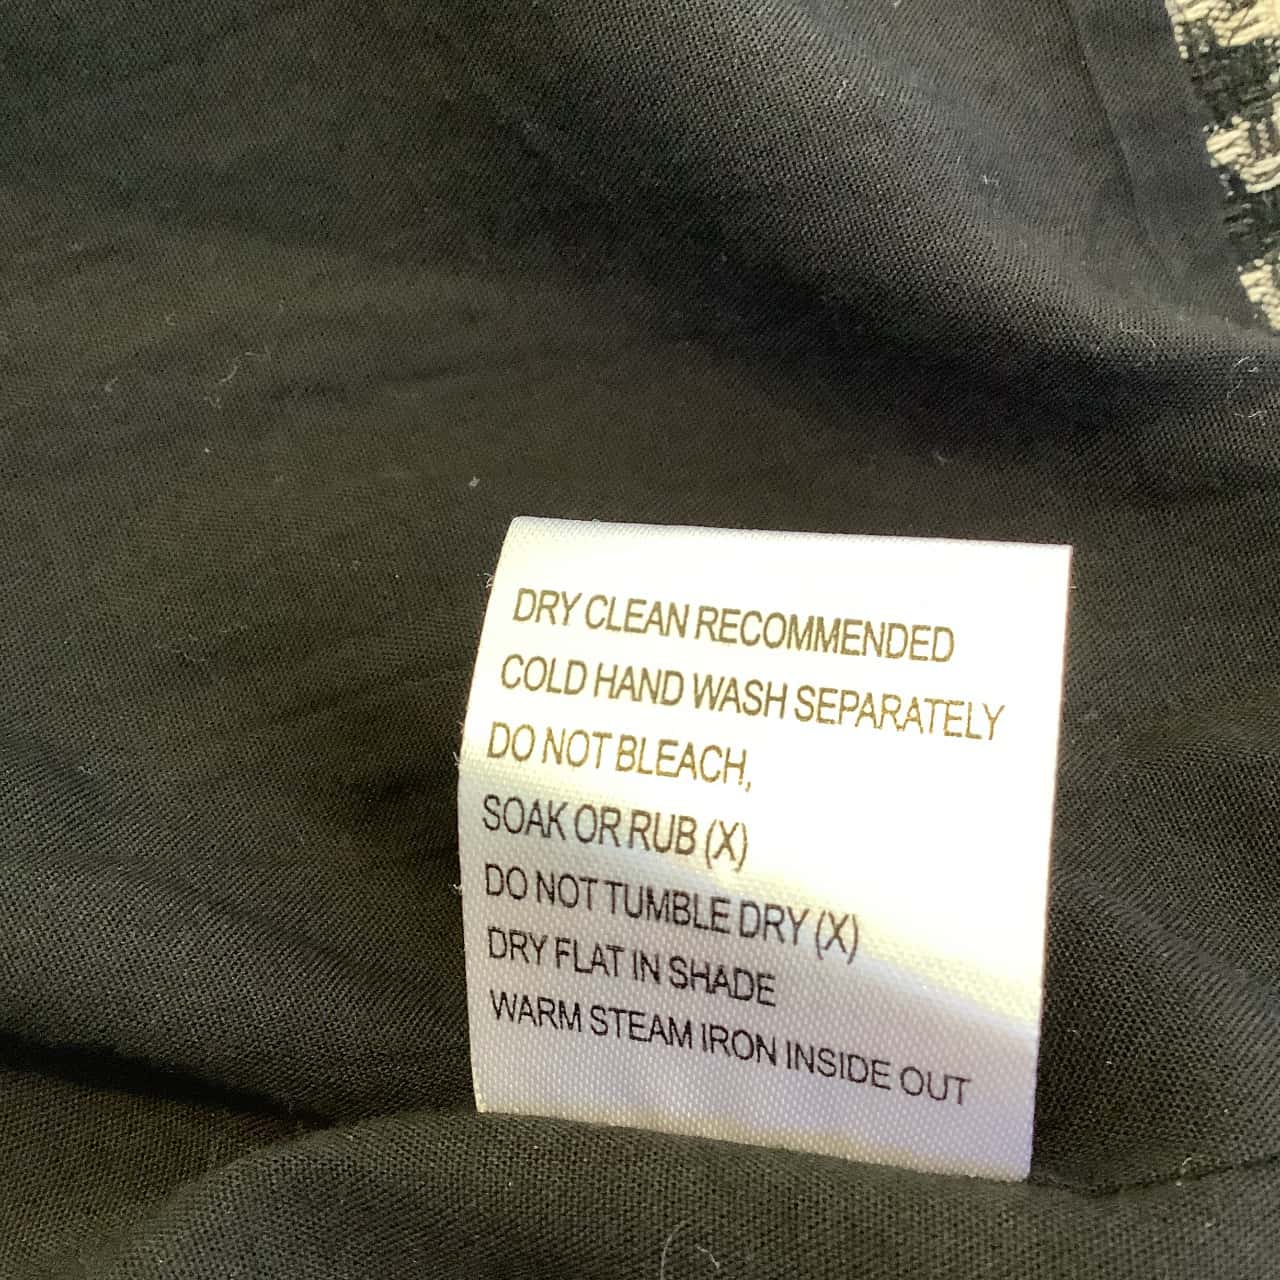 DRY CLEAN RECOMMENDED
COLD HAND WASH SEPARATELY
DO NOT BLEACH,
SOAK OR RUB (X)
DO NOT TUMBLE DRY (X)
DRY FLAT IN SHADE
WARM STEAM IRON INSIDE OUT